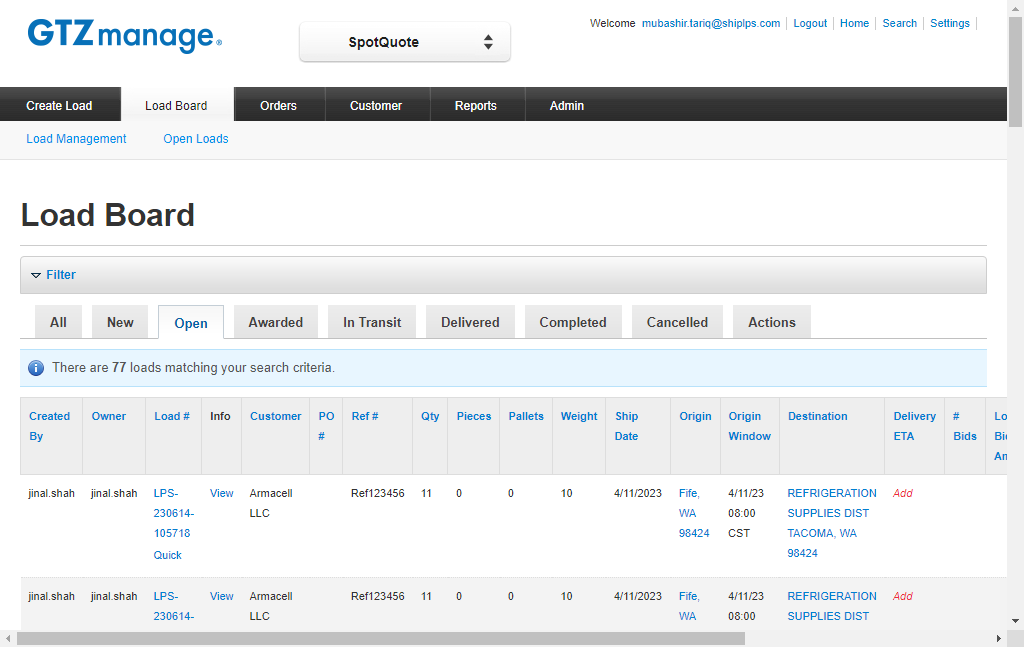 GTZmanage®
SpotQuote
Welcome mubashir.tariq@shiplps.com Logout Home Search Settings
Create Load Load Board Orders Customer Reports Admin
Load Management Open Loads
Load Board
Filter
All New Open Awarded In Transit Delivered Completed Cancelled Actions
There are 77 loads matching your search criteria.
Created Owner Load # Info Customer PO Ref # Qty Pieces Pallets Weight Ship Origin Origin Destination Delivery # Lo
By # Date Window ETA Bids Bi
An
jinal.shah jinal.shah LPS- View Armacell Ref123456 11 0 0 10 4/11/2023 Fife, 4/11/23 REFRIGERATION Add
230614- LLC WA 08:00 SUPPLIES DIST
105718 98424 CST TACOMA, WA
Quick 98424
jinal.shah jinal.shah LPS- View Armacell Ref123456 11 0 0 10 4/11/2023 Fife, 4/11/23 REFRIGERATION Add
230614- LLC WA 08:00 SUPPLIES DIST